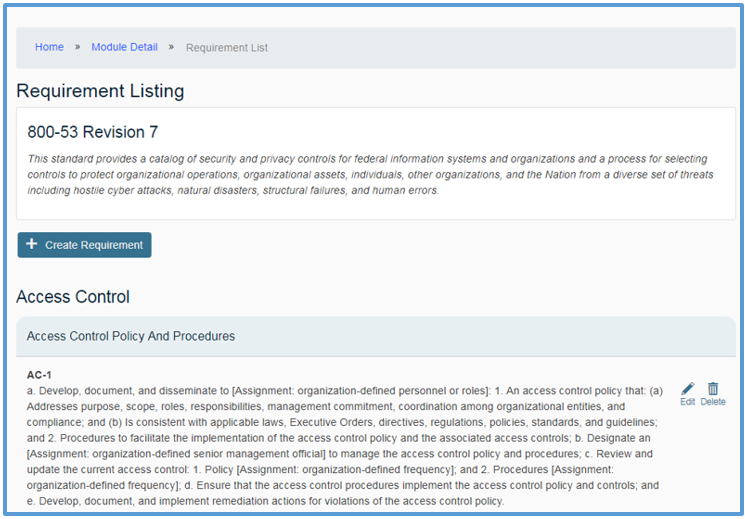 Home » Module Detail » Requirement List
Requirement Listing
800-53 Revision 7
This standard provides a catalog of security and privacy controls for federal information systems and organizations and a process for selecting
controls to protect organizational operations, organizational assets, individuals, other organizations, and the Nation from a diverse set of threats
including hostile cyber attacks, natural disasters, structural failures, and human errors.
+ Create Requirement
Access Control
Access Control Policy And Procedures
AC-1
a. Develop, document, and disseminate to [Assignment: organization-defined personnel or roles]: 1. An access control policy that: (a)
Addresses purpose, scope, roles, responsibilities, management commitment, coordination among organizational entities, and
compliance; and (b) Is consistent with applicable laws, Executive Orders, directives, regulations, policies, standards, and guidelines;
and 2. Procedures to facilitate the implementation of the access control policy and the associated access controls; b. Designate an
[Assignment: organization-defined senior management official] to manage the access control policy and procedures; c. Review and
update the current access control: 1. Policy [Assignment: organization-defined frequency]; and 2. Procedures [Assignment:
organization-defined frequency]; d. Ensure that the access control procedures implement the access control policy and controls; and
e. Develop, document, and implement remediation actions for violations of the access control policy.
Edit Delete